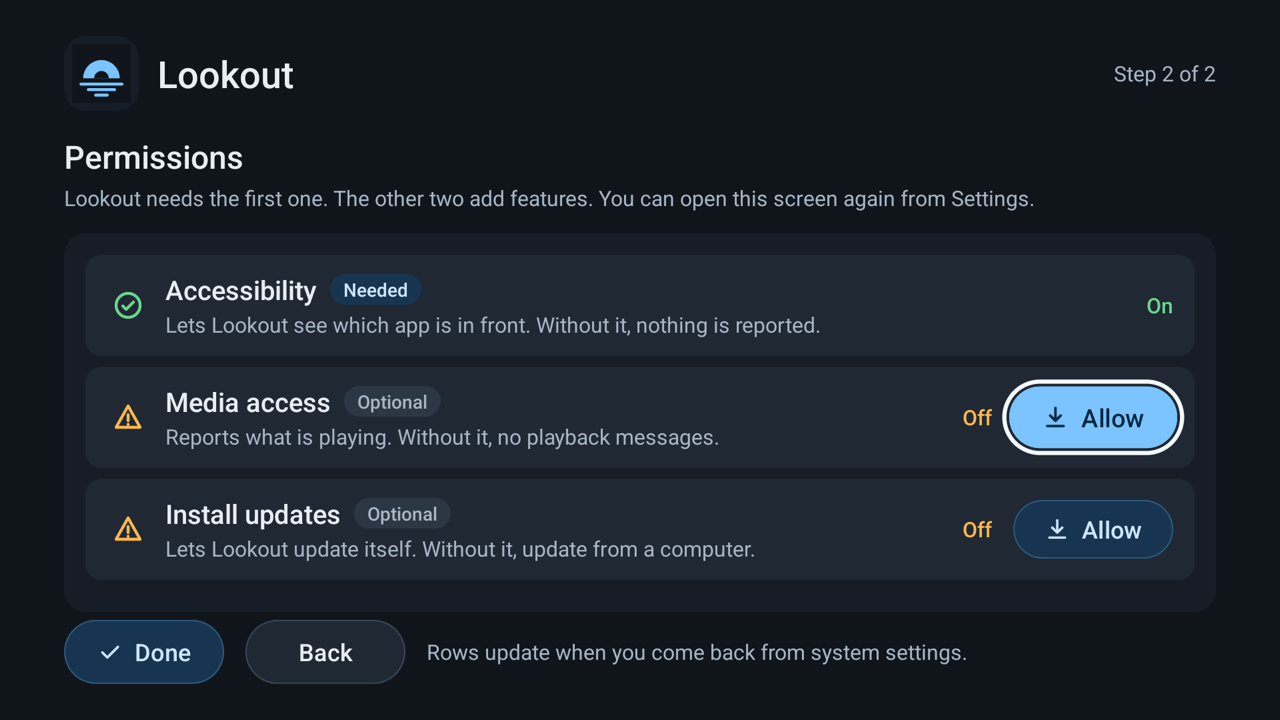 Lookout
Step 2 of 2
Permissions
Lookout needs the first one. The other two add features. You can open this screen again from Settings.
Accessibility Needed
Lets Lookout see which app is in front. Without it, nothing is reported.
On
Media access Optional
Reports what is playing. Without it, no playback messages.
Off Allow
Install updates Optional
Lets Lookout update itself. Without it, update from a computer.
Off Allow
Done Back Rows update when you come back from system settings.